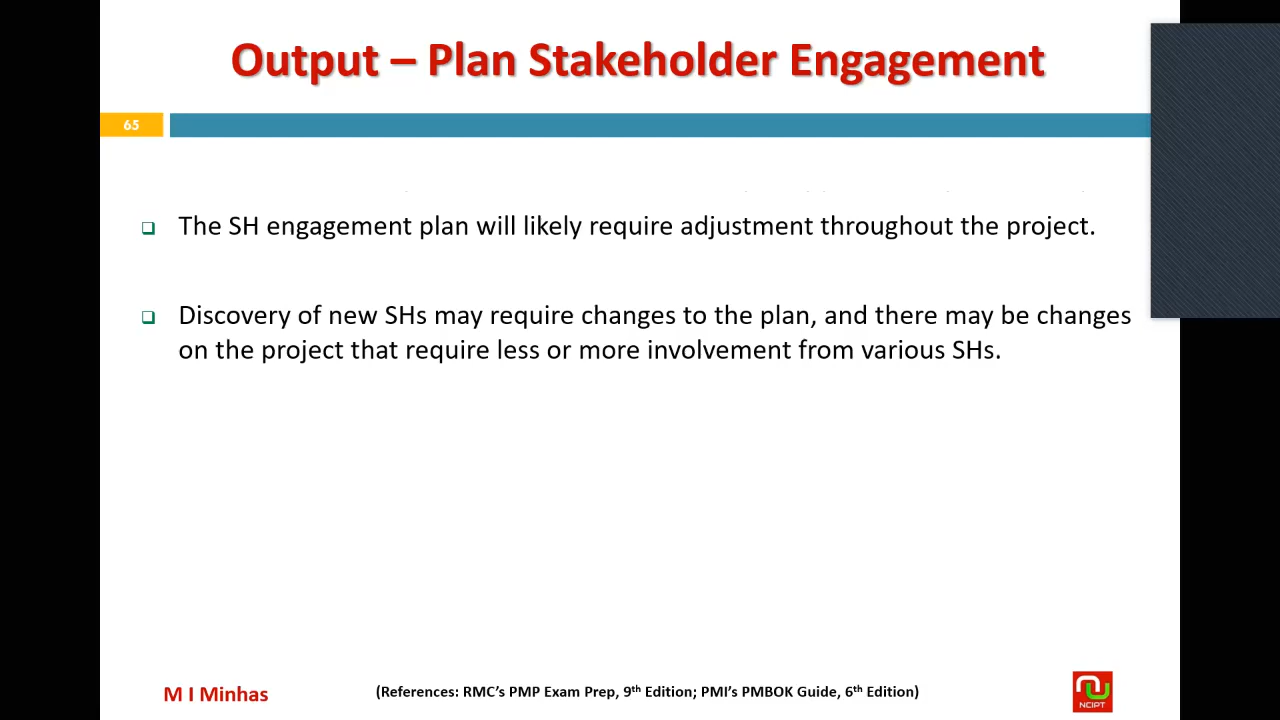 Output – Plan Stakeholder Engagement
65
❑ The SH engagement plan will likely require adjustment throughout the project.
❑ Discovery of new SHs may require changes to the plan, and there may be changes
on the project that require less or more involvement from various SHs.
M I Minhas
(References: RMC's PMP Exam Prep, 9th Edition; PMI's PMBOK Guide, 6th Edition)
NCIPT